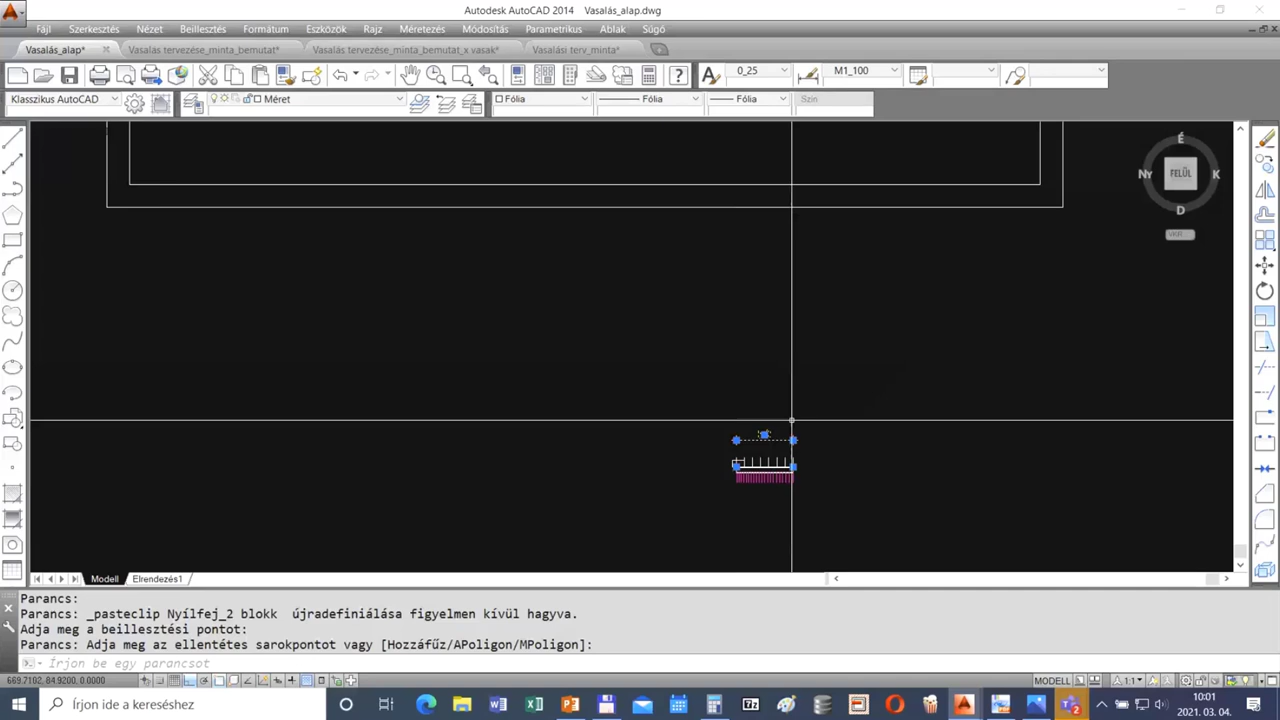 Autodesk AutoCAD 2014 Vasalás_alap.dwg
Fájl Szerkesztés Nézet Beillesztés Formátum Eszközök Rajz Méretezés Módosítás Parametrikus Ablak Súgó
Vasalás_alap* Vasalás tervezése_minta_bemutat* Vasalás tervezése_minta_bemutat_x vasak* Vasalási terv_minta*
0_25 M1_100
Klasszikus AutoCAD Méret Fólia Fólia Fólia Szín
É
Ny FELÜL K
D
VKR
Modell Elrendezés1
Parancs:
Parancs: _pasteclip Nyílfej_2 blokk újradefiniálása figyelmen kívül hagyva.
Adja meg a beillesztési pontot:
Parancs: Adja meg az ellentétes sarokpontot vagy [Hozzáfűz/APoligon/MPoligon]:
Írjon be egy parancsot
669.7102, 84.9200, 0.0000 MODELL 1:1
Írjon ide a kereséshez
10:01
2021. 03. 04.